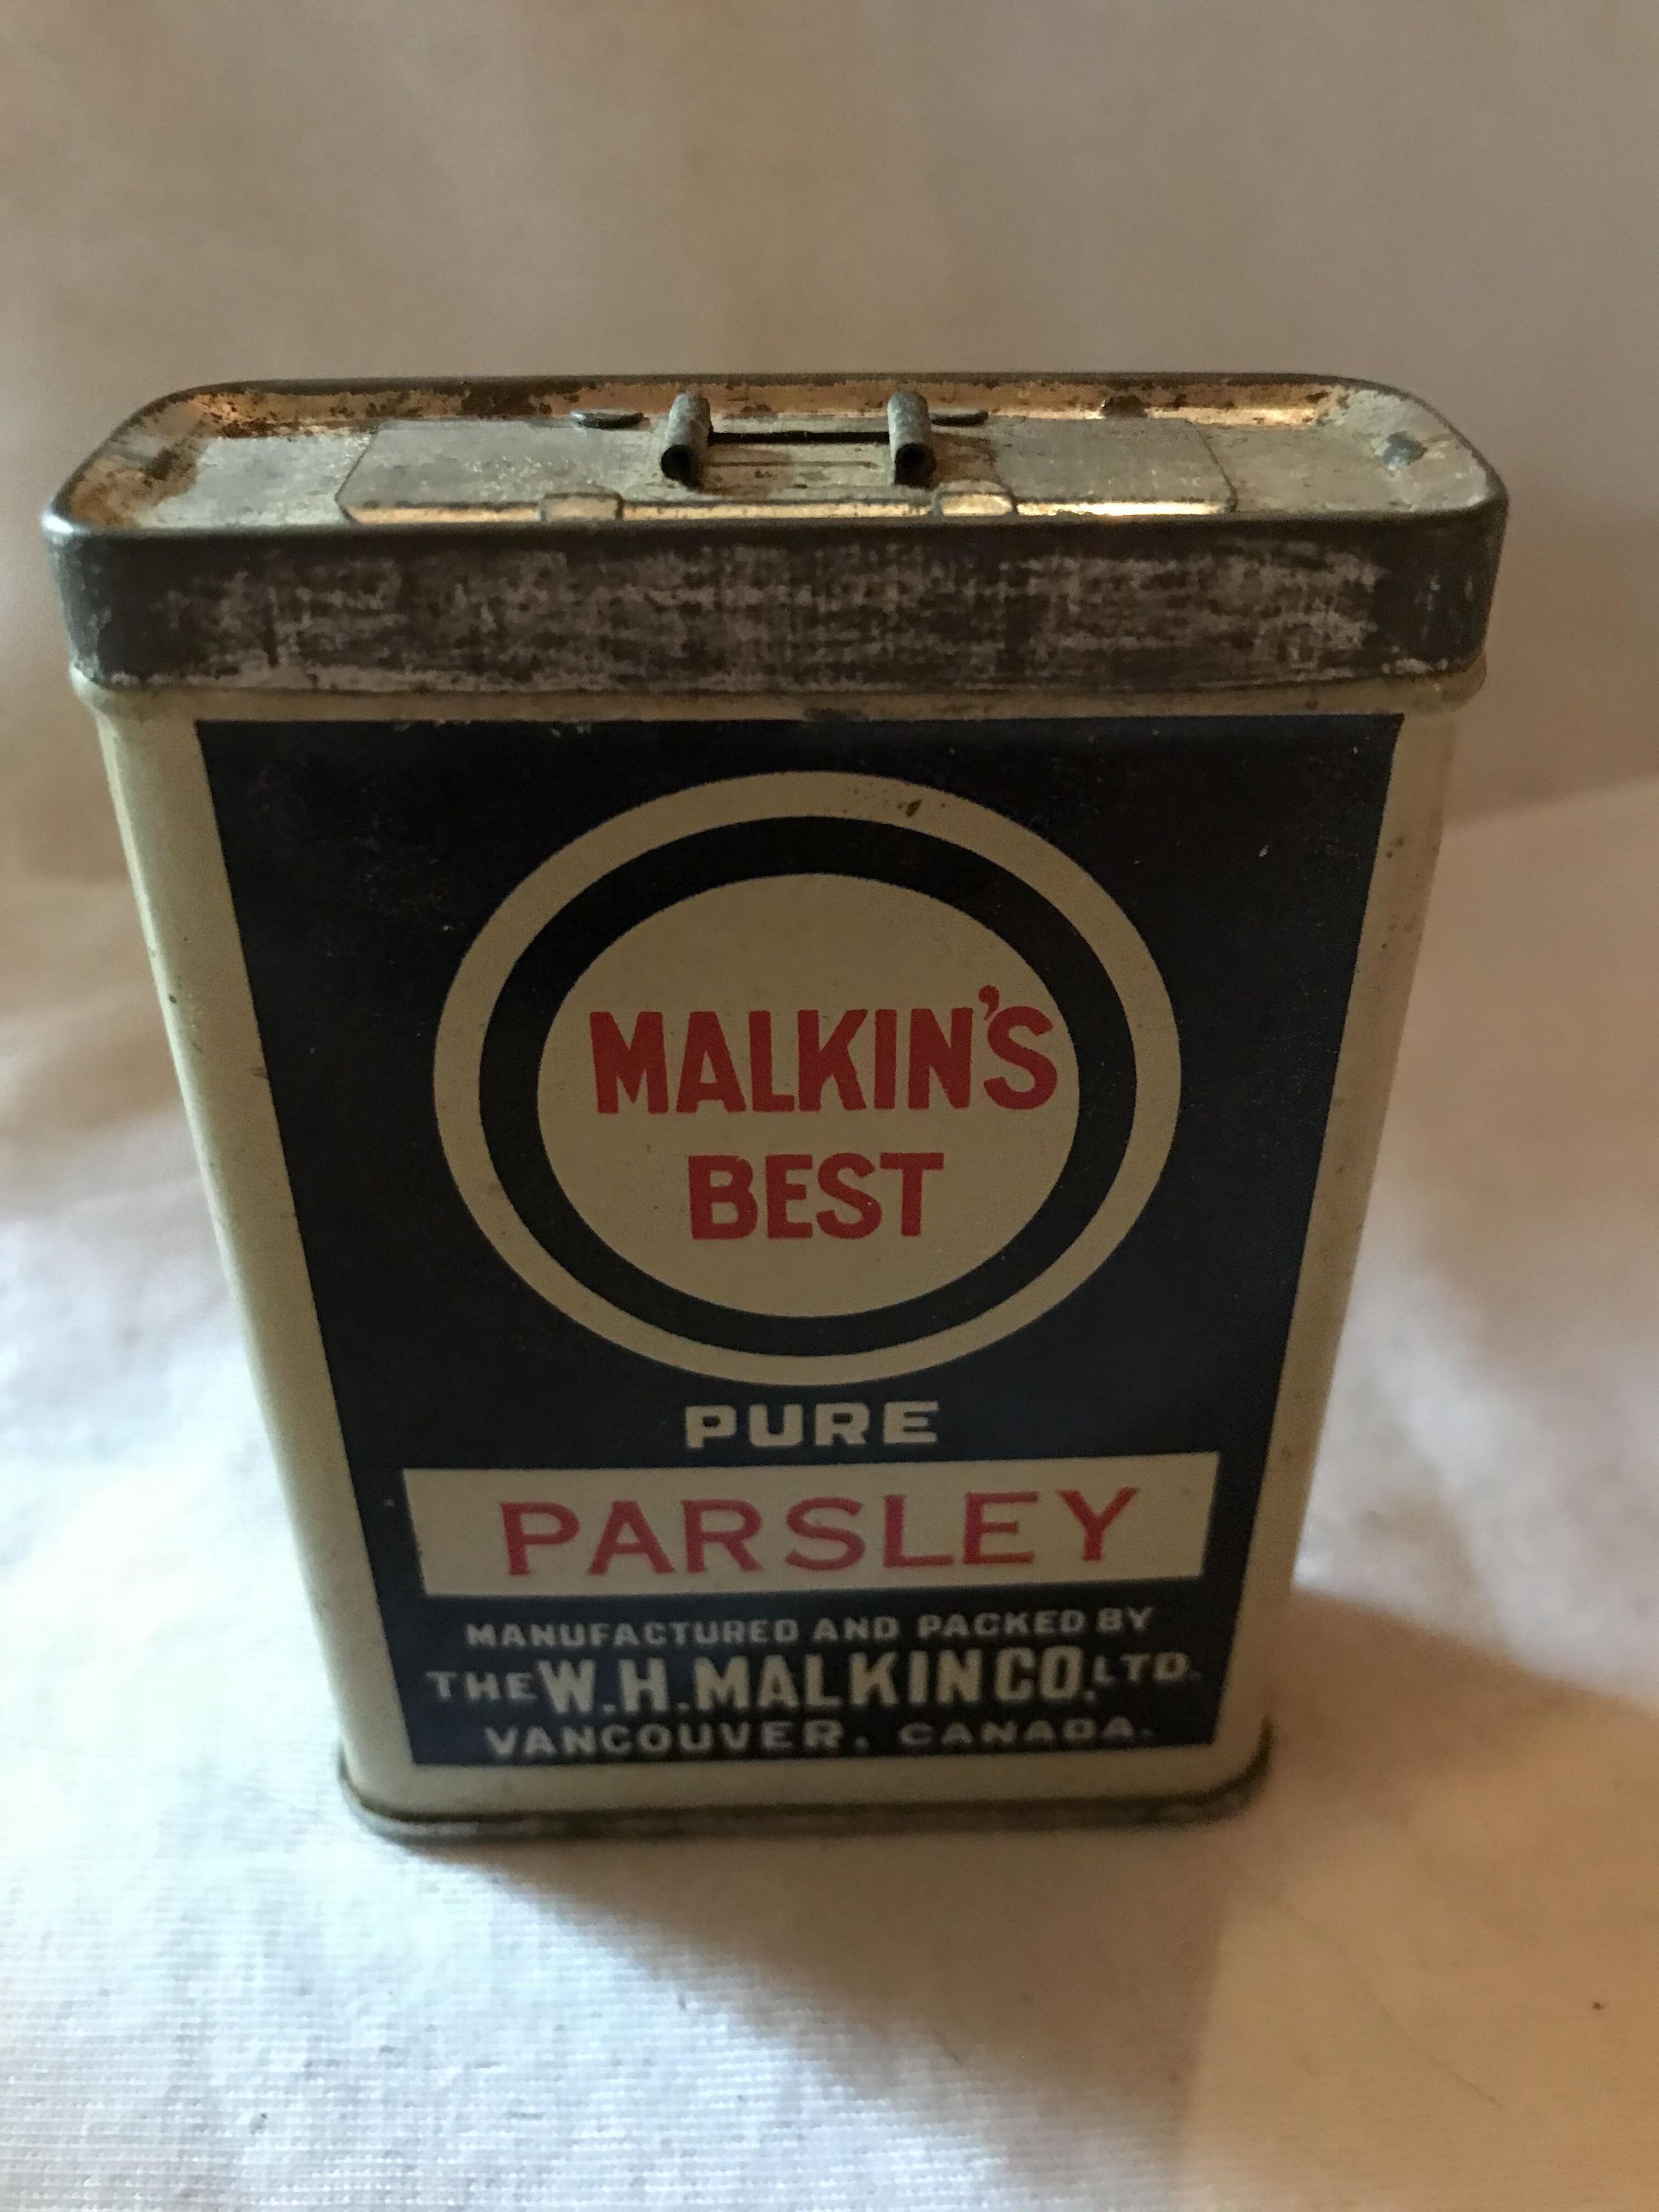 MALKIN'S
BEST
PURE
PARSLEY
MANUFACTURED AND PACKED BY
THE W.H. MALKIN CO. LTD.
VANCOUVER, CANADA.